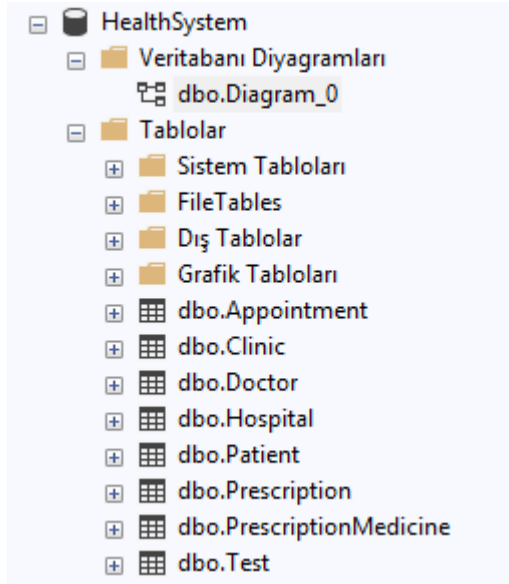 HealthSystem
Veritabanı Diyagramları
dbo.Diagram_0
Tablolar
Sistem Tabloları
FileTables
Dış Tablolar
Grafik Tabloları
dbo.Appointment
dbo.Clinic
dbo.Doctor
dbo.Hospital
dbo.Patient
dbo.Prescription
dbo.PrescriptionMedicine
dbo.Test